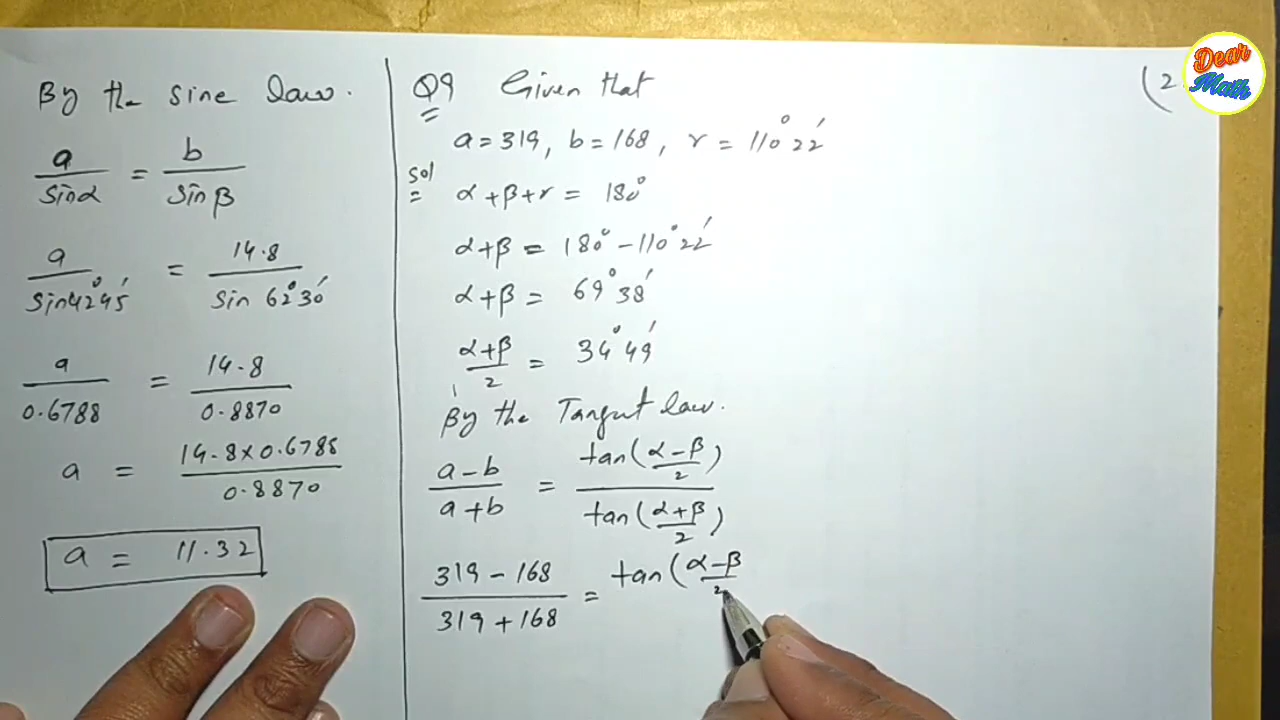 By the sine law.
a/sinα = b/sinβ
a/sin42°45′ = 14.8/sin 62°30′
a/0.6788 = 14.8/0.8870
a = 14.8×0.6788/0.8870
a = 11.32
Q9 Given that
a = 319, b = 168, r = 110°22′
Sol
α+β+r = 180°
α+β = 180° − 110°22′
α+β = 69°38′
α+β/2 = 34°49′
By the Tangent law.
a−b/a+b = tan(α−β/2)/tan(α+β/2)
319−168/319+168 = tan(α−β/2
(2
Dear
Math